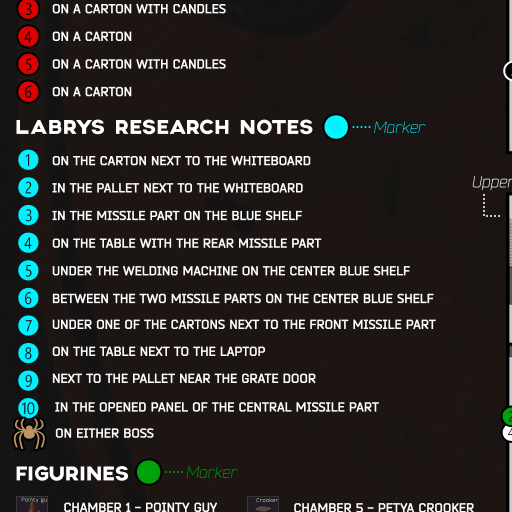 3 ON A CARTON WITH CANDLES
4 ON A CARTON
5 ON A CARTON WITH CANDLES
6 ON A CARTON
LABRYS RESEARCH NOTES Marker
1 ON THE CARTON NEXT TO THE WHITEBOARD
2 IN THE PALLET NEXT TO THE WHITEBOARD
Upper
3 IN THE MISSILE PART ON THE BLUE SHELF
4 ON THE TABLE WITH THE REAR MISSILE PART
5 UNDER THE WELDING MACHINE ON THE CENTER BLUE SHELF
6 BETWEEN THE TWO MISSILE PARTS ON THE CENTER BLUE SHELF
7 UNDER ONE OF THE CARTONS NEXT TO THE FRONT MISSILE PART
8 ON THE TABLE NEXT TO THE LAPTOP
9 NEXT TO THE PALLET NEAR THE GRATE DOOR
10 IN THE OPENED PANEL OF THE CENTRAL MISSILE PART
ON EITHER BOSS
FIGURINES Marker
Pointy gu
CHAMBER 1 - POINTY GUY
Crooker
CHAMBER 5 - PETYA CROOKER